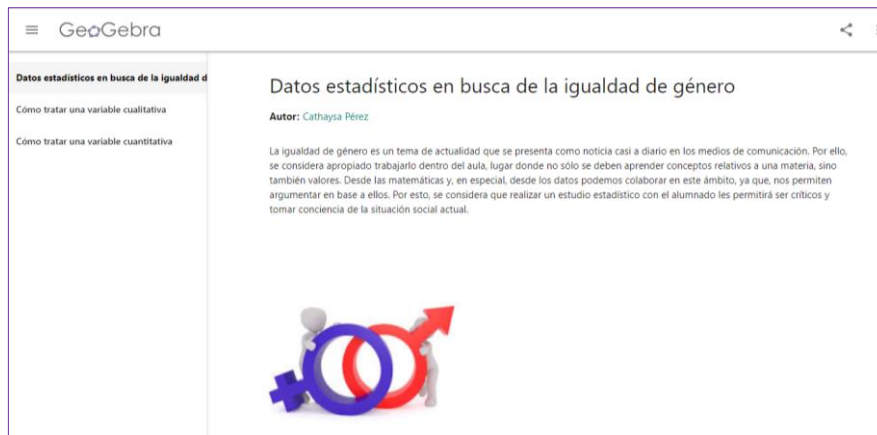 GeoGebra
Datos estadísticos en busca de la igualdad d
Cómo tratar una variable cualitativa
Cómo tratar una variable cuantitativa
Datos estadísticos en busca de la igualdad de género
Autor: Cathaysa Pérez
La igualdad de género es un tema de actualidad que se presenta como noticia casi a diario en los medios de comunicación. Por ello,
se considera apropiado trabajarlo dentro del aula, lugar donde no sólo se deben aprender conceptos relativos a una materia, sino
también valores. Desde las matemáticas y, en especial, desde los datos podemos colaborar en este ámbito, ya que, nos permiten
argumentar en base a ellos. Por esto, se considera que realizar un estudio estadístico con el alumnado les permitirá ser críticos y
tomar conciencia de la situación social actual.